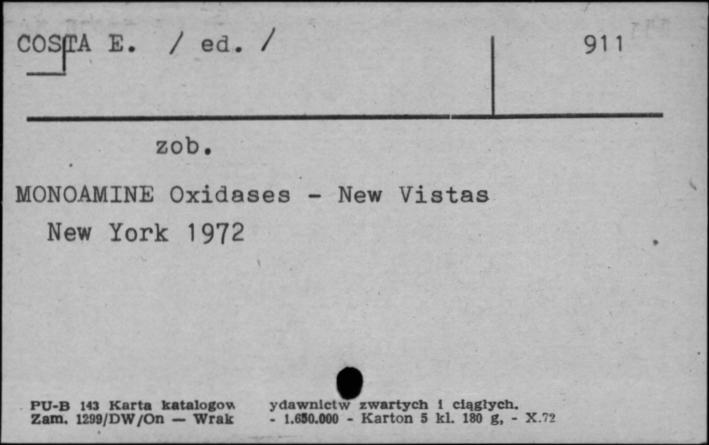 COSTA E. / ed. / 911
zob.
MONOAMINE Oxidases - New Vistas
New York 1972
PU-B 143 Karta katalogow ydawnictw zwartych i ciągłych.
Zam. 1299/DW/On — Wrak - 1.650.000 - Karton 5 kl. 180 g, - X.72